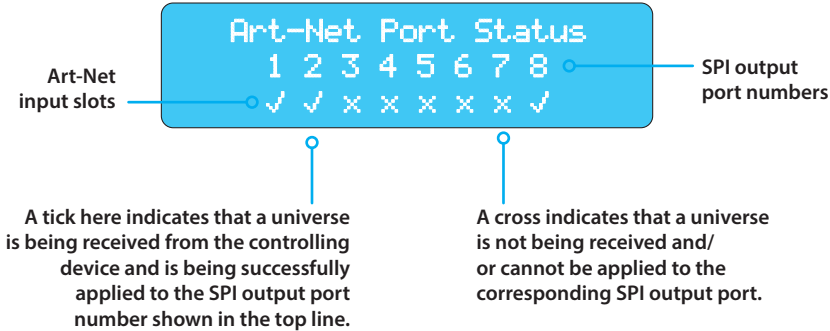 Art-Net Port Status
1 2 3 4 5 6 7 8
✓ ✓ x x x x x ✓
Art-Net
input slots
SPI output
port numbers
A tick here indicates that a universe
is being received from the controlling
device and is being successfully
applied to the SPI output port
number shown in the top line.
A cross indicates that a universe
is not being received and/
or cannot be applied to the
corresponding SPI output port.